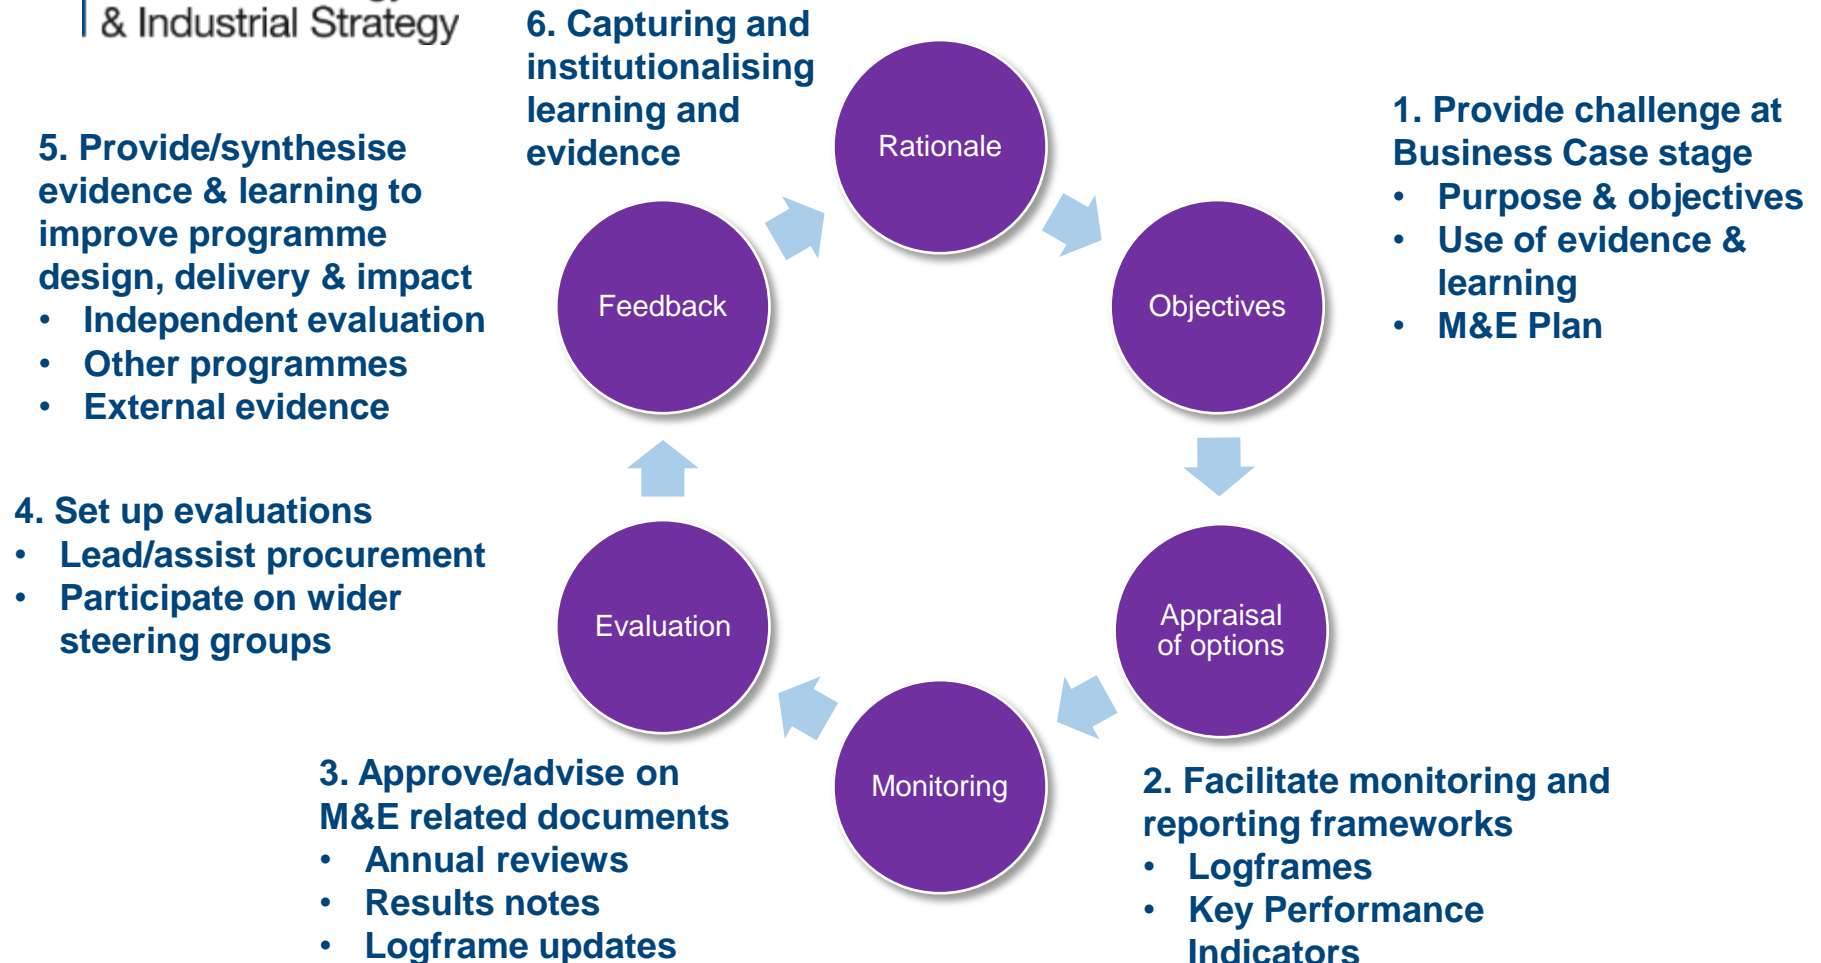 & Industrial Strategy
6. Capturing and
institutionalising
learning and
evidence
Rationale
1. Provide challenge at
Business Case stage
• Purpose & objectives
• Use of evidence &
learning
• M&E Plan
5. Provide/synthesise
evidence & learning to
improve programme
design, delivery & impact
• Independent evaluation
• Other programmes
• External evidence
Feedback
Objectives
4. Set up evaluations
• Lead/assist procurement
• Participate on wider
steering groups
Evaluation
Appraisal
of options
Monitoring
3. Approve/advise on
M&E related documents
• Annual reviews
• Results notes
• Logframe updates
2. Facilitate monitoring and
reporting frameworks
• Logframes
• Key Performance
Indicators